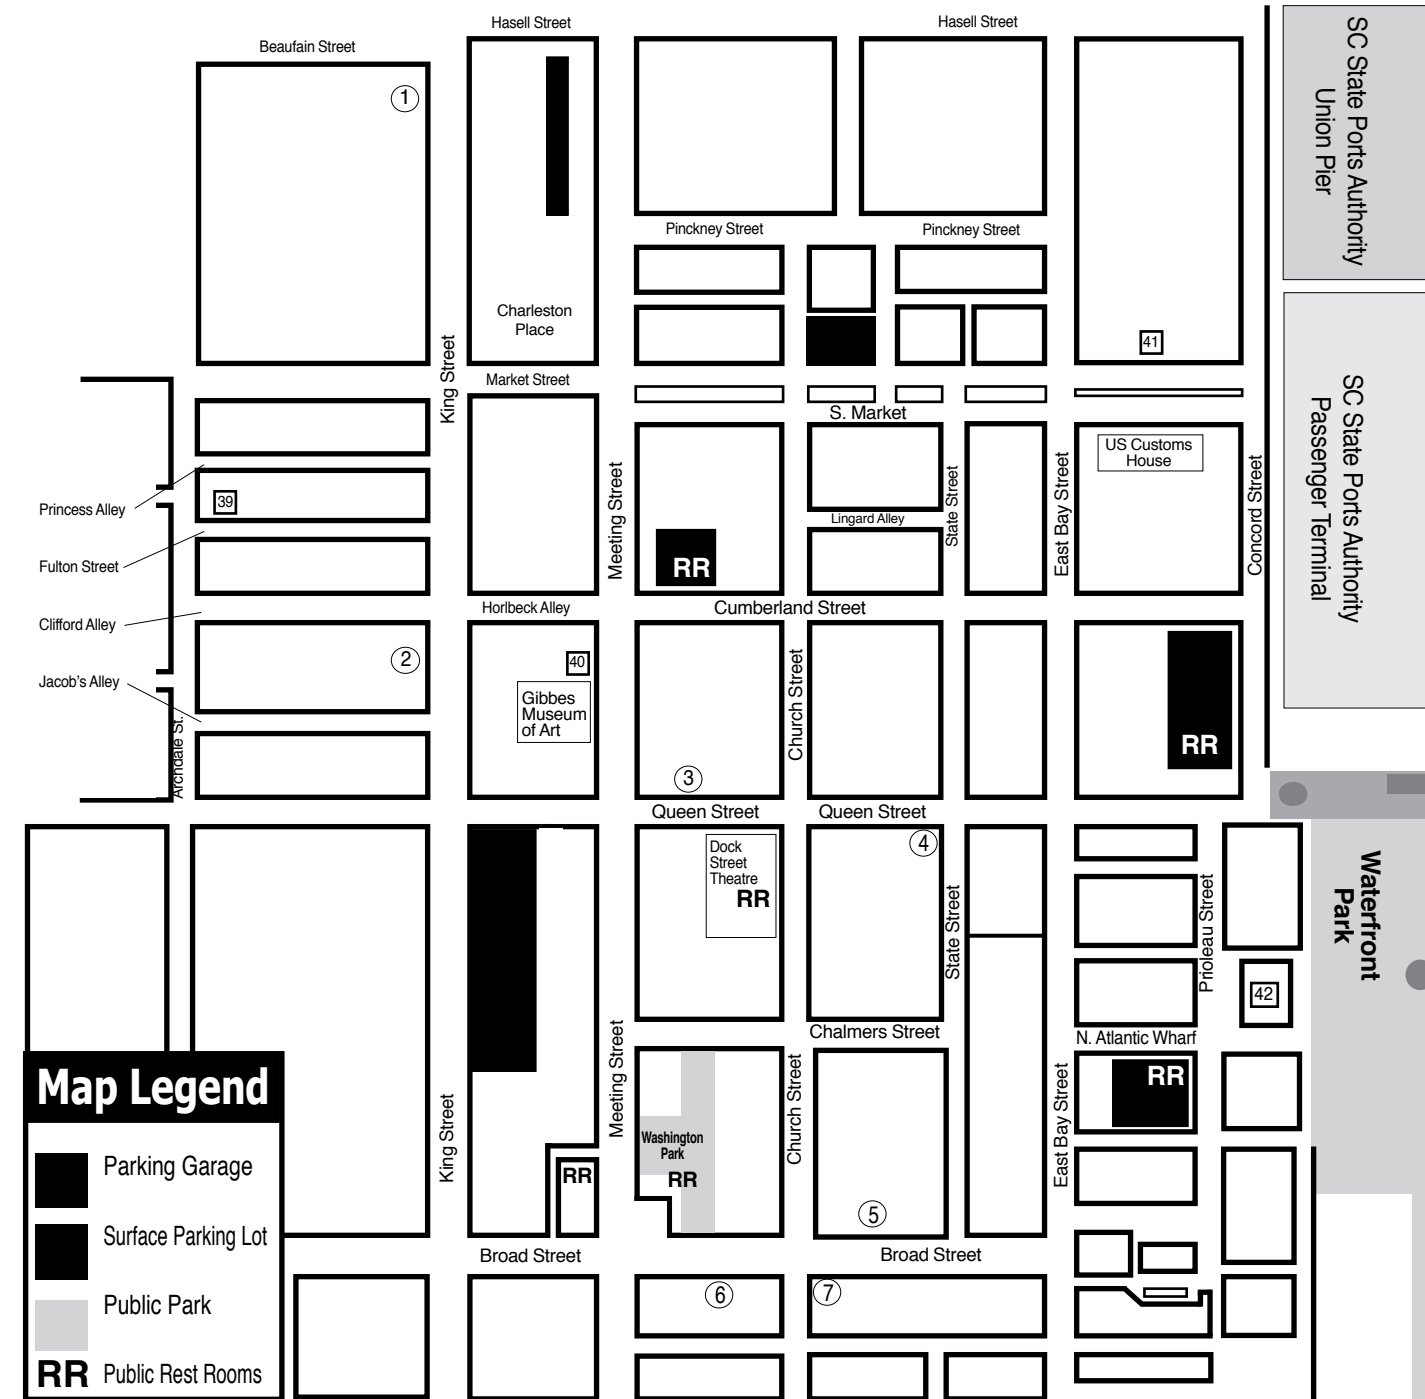 Hasell Street
Hasell Street
Beaufain Street
1
SC State Ports Authority
Union Pier
Pinckney Street
Pinckney Street
Charleston
Place
41
King Street
Market Street
SC State Ports Authority
Passenger Terminal
S. Market
US Customs
House
Meeting Street
State Street
East Bay Street
Concord Street
Princess Alley
39
Lingard Alley
Fulton Street
RR
Horlbeck Alley
Cumberland Street
Clifford Alley
2
40
Jacob's Alley
Gibbes
Museum
of Art
Church Street
RR
Archdale St.
3
Queen Street
Queen Street
Dock
Street
Theatre
RR
4
Waterfront
Park
State Street
Prioleau Street
42
Chalmers Street
N. Atlantic Wharf
Map Legend
King Street
Meeting Street
Church Street
East Bay Street
RR
Washington
Park
RR
RR
Parking Garage
5
Surface Parking Lot
Broad Street
Broad Street
Public Park
6
7
RR Public Rest Rooms